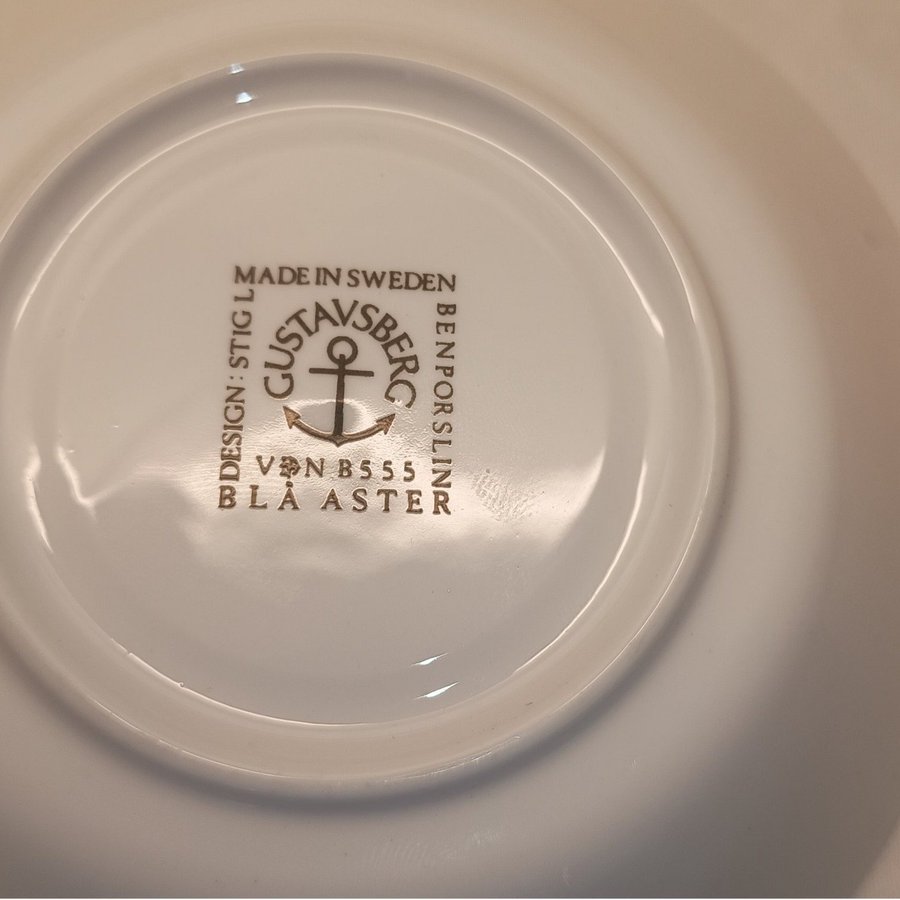 MADE IN SWEDEN
DESIGN: STIG L
GUSTAVSBERG
BENPORSLIN
VDN B555
BLÅ ASTER